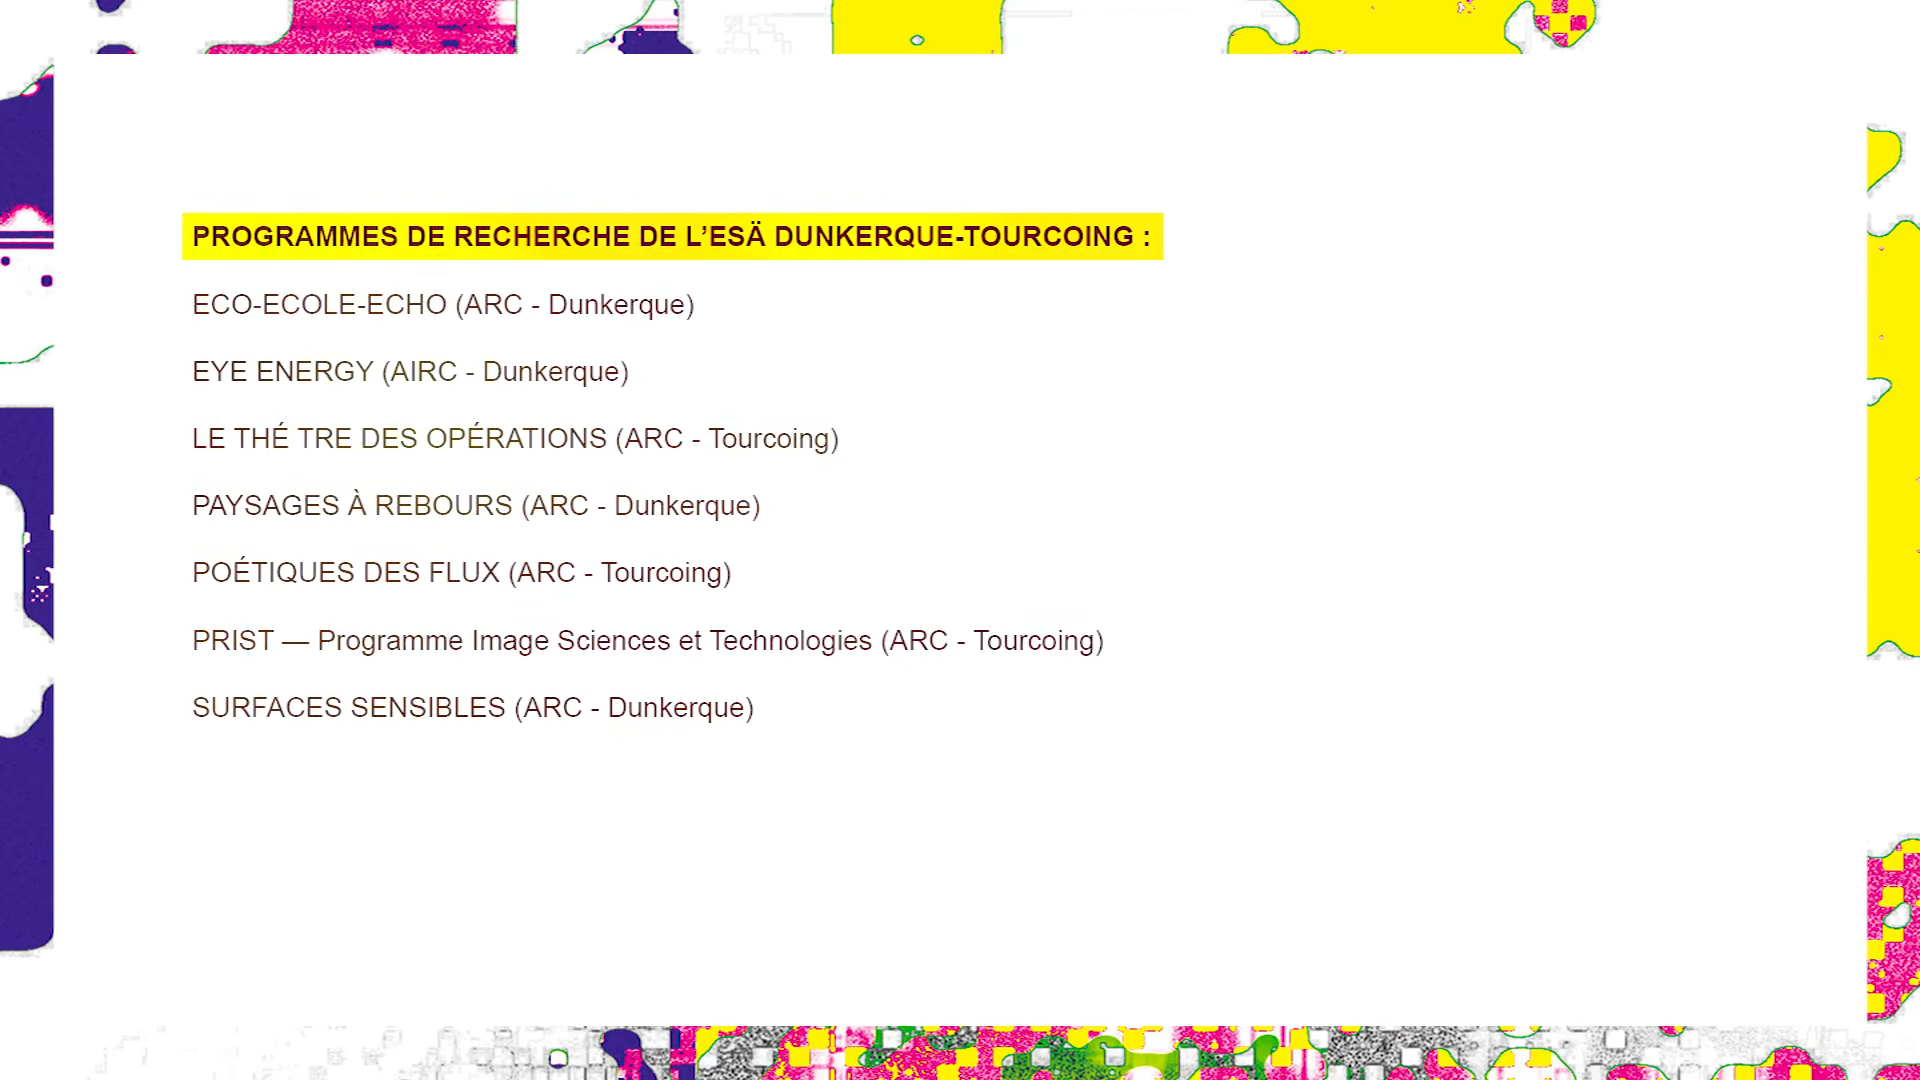 PROGRAMMES DE RECHERCHE DE L’ESÄ DUNKERQUE-TOURCOING :
ECO-ECOLE-ECHO (ARC - Dunkerque)
EYE ENERGY (AIRC - Dunkerque)
LE THÉ TRE DES OPÉRATIONS (ARC - Tourcoing)
PAYSAGES À REBOURS (ARC - Dunkerque)
POÉTIQUES DES FLUX (ARC - Tourcoing)
PRIST — Programme Image Sciences et Technologies (ARC - Tourcoing)
SURFACES SENSIBLES (ARC - Dunkerque)